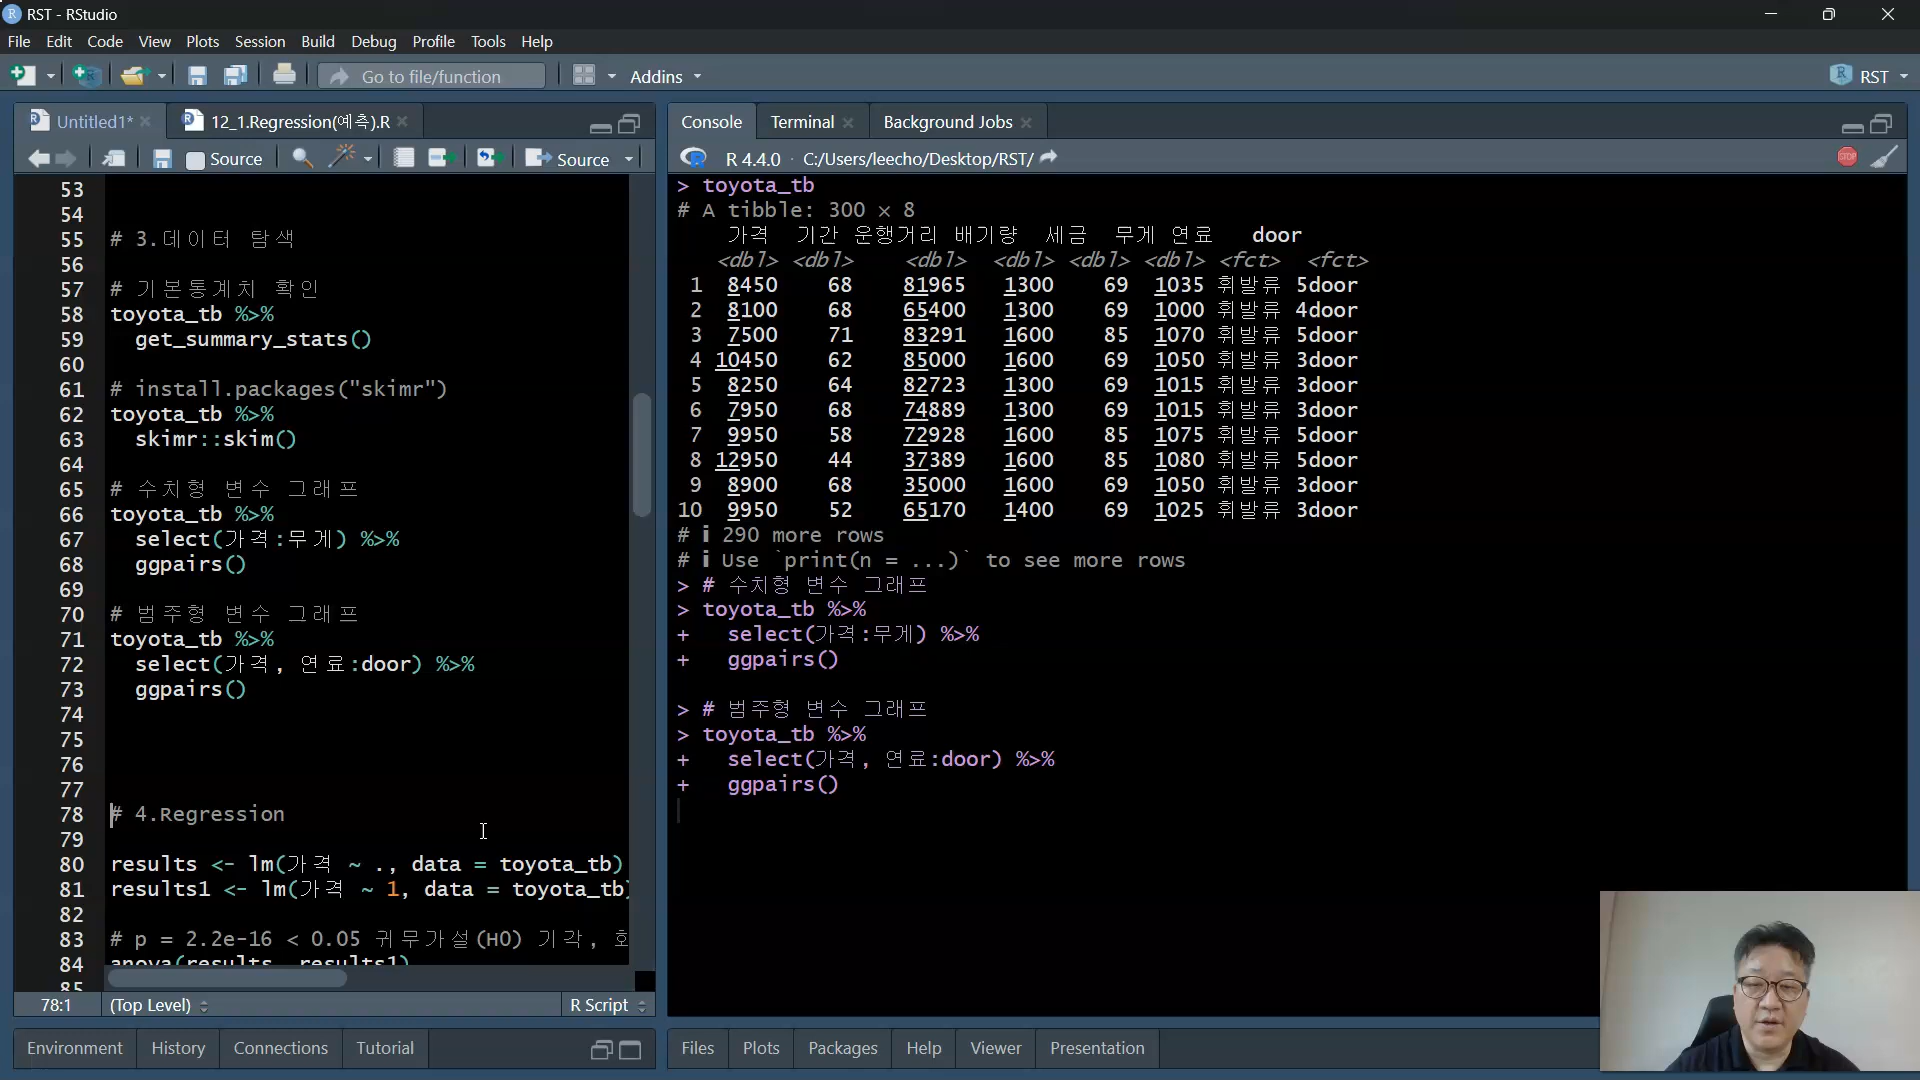 RST - RStudio
File Edit Code View Plots Session Build Debug Profile Tools Help
Go to file/function Addins RST
Untitled1* 12_1.Regression(예측).R
Source Source
53
54
55 # 3.데이터 탐색
56
57 # 기본통계치 확인
58 toyota_tb %>%
59 get_summary_stats()
60
61 # install.packages("skimr")
62 toyota_tb %>%
63 skimr::skim()
64
65 # 수치형 변수 그래프
66 toyota_tb %>%
67 select(가격:무게) %>%
68 ggpairs()
69
70 # 범주형 변수 그래프
71 toyota_tb %>%
72 select(가격, 연료:door) %>%
73 ggpairs()
74
75
76
77
78 # 4.Regression
79
80 results <- lm(가격 ~ ., data = toyota_tb)
81 results1 <- lm(가격 ~ 1, data = toyota_tb)
82
83 # p = 2.2e-16 < 0.05 귀무가설(H0) 기각,
84 anova(results, results1)
85
78:1 (Top Level) R Script
Environment History Connections Tutorial
Console Terminal Background Jobs
R 4.4.0 · C:/Users/leecho/Desktop/RST/
STOP
> toyota_tb
# A tibble: 300 × 8
가격 기간 운행거리 배기량 세금 무게 연료 door
<dbl> <dbl> <dbl> <dbl> <dbl> <dbl> <fct> <fct>
1 8450 68 81965 1300 69 1035 휘발류 5door
2 8100 68 65400 1300 69 1000 휘발류 4door
3 7500 71 83291 1600 85 1070 휘발류 5door
4 10450 62 85000 1600 69 1050 휘발류 3door
5 8250 64 82723 1300 69 1015 휘발류 3door
6 7950 68 74889 1300 69 1015 휘발류 3door
7 9950 58 72928 1600 85 1075 휘발류 5door
8 12950 44 37389 1600 85 1080 휘발류 5door
9 8900 68 35000 1600 69 1050 휘발류 3door
10 9950 52 65170 1400 69 1025 휘발류 3door
# ℹ 290 more rows
# ℹ Use `print(n = ...)` to see more rows
> # 수치형 변수 그래프
> toyota_tb %>%
+ select(가격:무게) %>%
+ ggpairs()
> # 범주형 변수 그래프
> toyota_tb %>%
+ select(가격, 연료:door) %>%
+ ggpairs()
Files Plots Packages Help Viewer Presentation